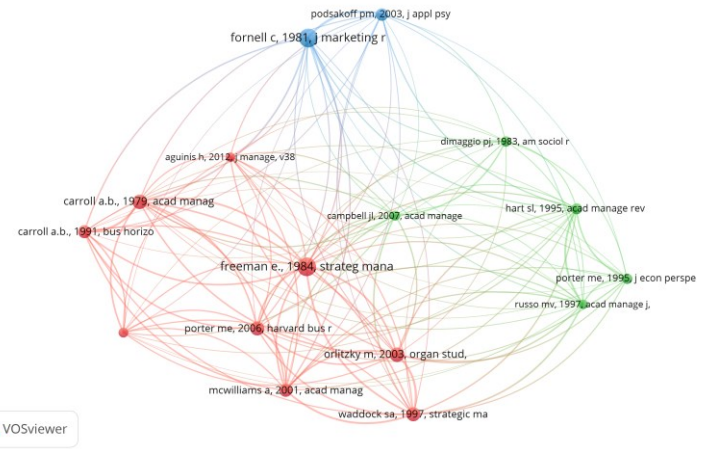 podsakoff pm, 2003, j appl psy
fornell c, 1981, j marketing r
dimaggio pj, 1983, am sociol r
aguinis h, 2012, j manage, v38
carroll a.b., 1979, acad manag
hart sl, 1995, acad manage rev
campbell jl, 2007, acad manage
carroll a.b., 1991, bus horizo
freeman e., 1984, strateg mana
porter me, 1995, j econ perspe
russo mv, 1997, acad manage j,
porter me, 2006, harvard bus r
orlitzky m, 2003, organ stud,
mcwilliams a, 2001, acad manag
waddock sa, 1997, strategic ma
VOSviewer